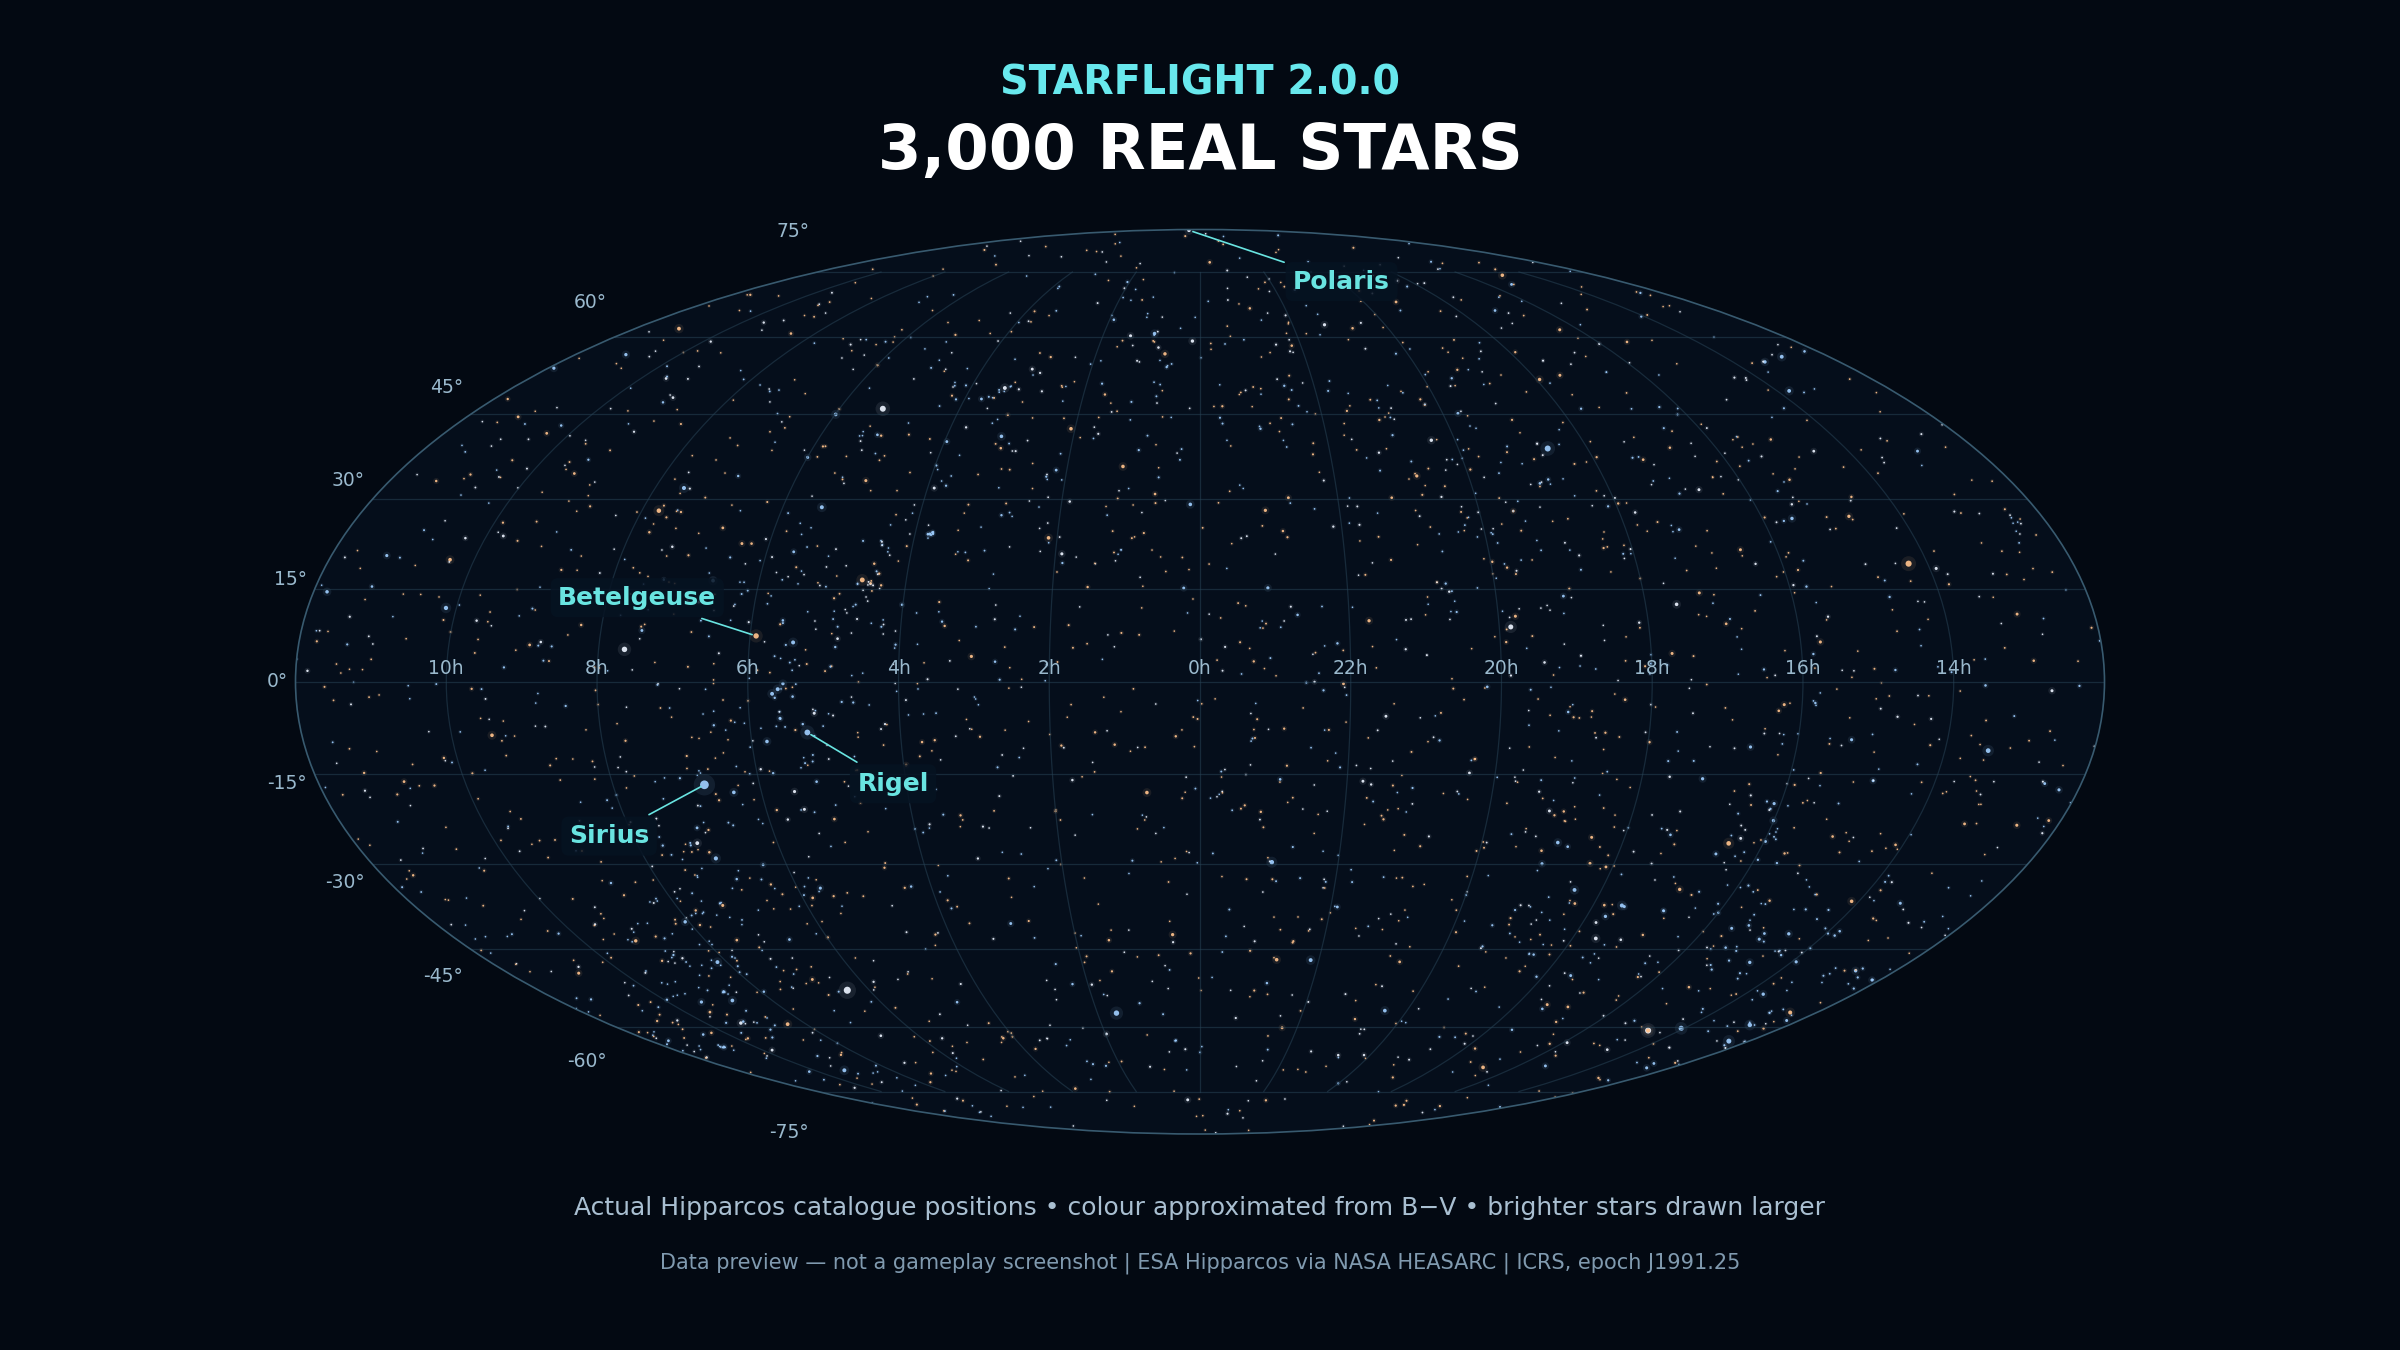 STARFLIGHT 2.0.0
3,000 REAL STARS
75°
Polaris
60°
45°
30°
15°
Betelgeuse
10h 8h 6h 4h 2h 0h 22h 20h 18h 16h 14h
0°
Rigel
-15°
Sirius
-30°
-45°
-60°
-75°
Actual Hipparcos catalogue positions • colour approximated from B−V • brighter stars drawn larger
Data preview — not a gameplay screenshot | ESA Hipparcos via NASA HEASARC | ICRS, epoch J1991.25